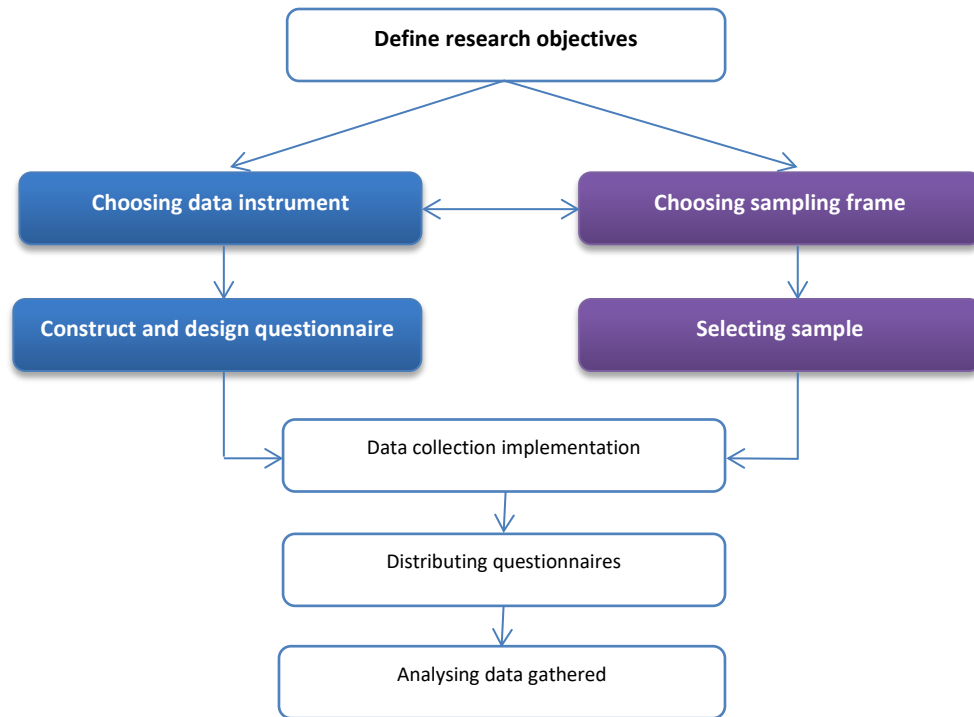 Define research objectives
Choosing data instrument
Choosing sampling frame
Construct and design questionnaire
Selecting sample
Data collection implementation
Distributing questionnaires
Analysing data gathered